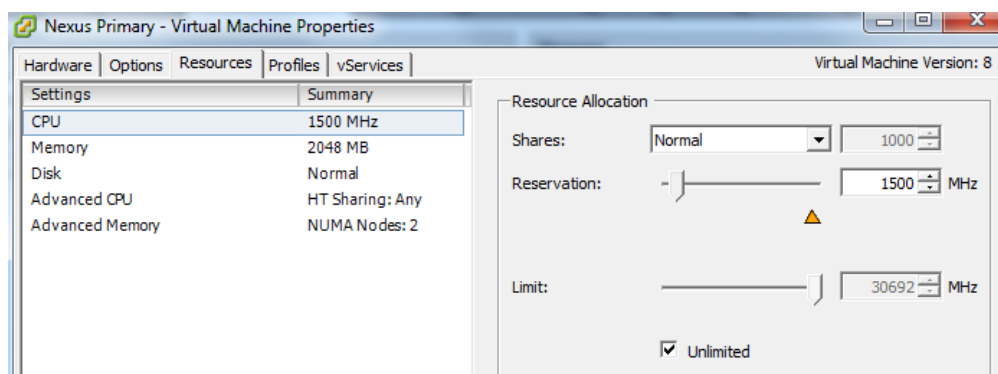 Nexus Primary - Virtual Machine Properties
Hardware Options Resources Profiles vServices Virtual Machine Version: 8
Settings Summary
CPU 1500 MHz
Memory 2048 MB
Disk Normal
Advanced CPU HT Sharing: Any
Advanced Memory NUMA Nodes: 2
Resource Allocation
Shares: Normal 1000
Reservation: 1500 MHz
Limit: 30692 MHz
Unlimited